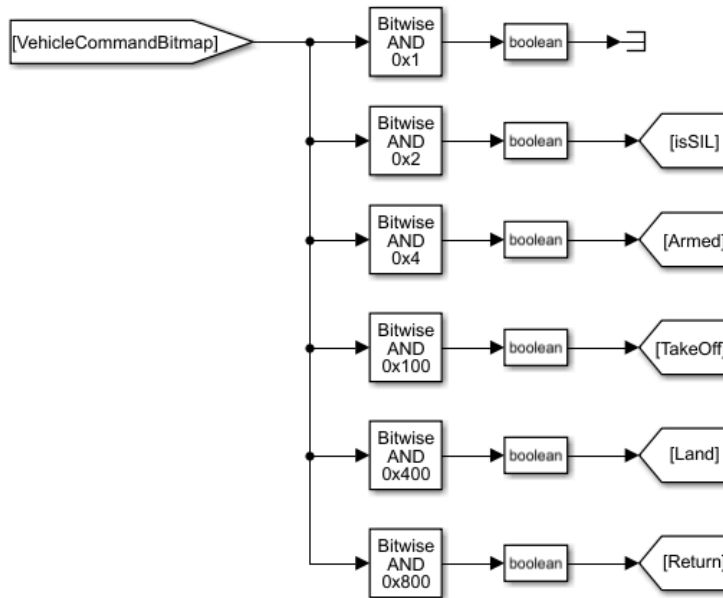 [VehicleCommandBitmap]
Bitwise
AND
0x1
boolean
Bitwise
AND
0x2
boolean
[isSIL]
Bitwise
AND
0x4
boolean
[Armed]
Bitwise
AND
0x100
boolean
[TakeOff]
Bitwise
AND
0x400
boolean
[Land]
Bitwise
AND
0x800
boolean
[Return]